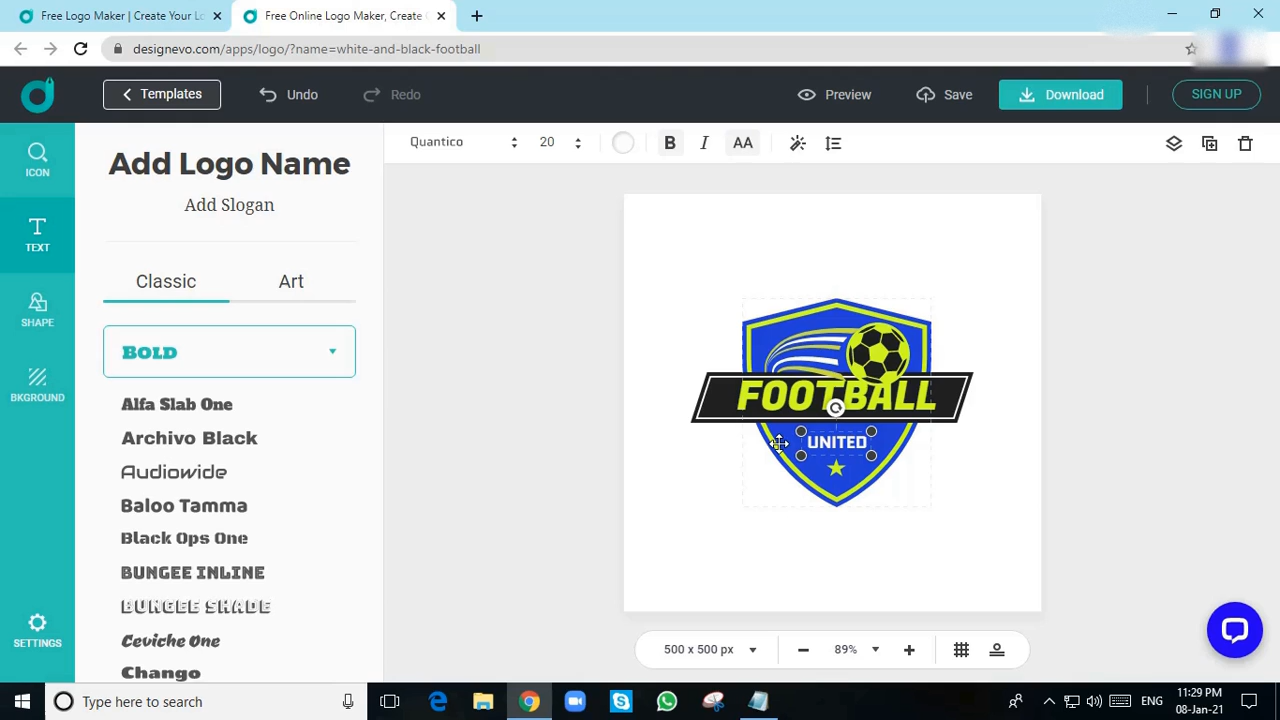 Free Logo Maker | Create Your Lo
Free Online Logo Maker, Create
designevo.com/apps/logo/?name=white-and-black-football
Templates
Undo
Redo
Preview
Save
Download
SIGN UP
ICON
TEXT
SHAPE
BKGROUND
SETTINGS
Add Logo Name
Add Slogan
Classic
Art
BOLD
Alfa Slab One
Archivo Black
Audiowide
Baloo Tamma
Black Ops One
BUNGEE INLINE
BUNGEE SHADE
Ceviche One
Chango
Quantico
20
B
I
AA
FOOTBALL
UNITED
500 x 500 px
89%
Type here to search
ENG
11:29 PM
08-Jan-21